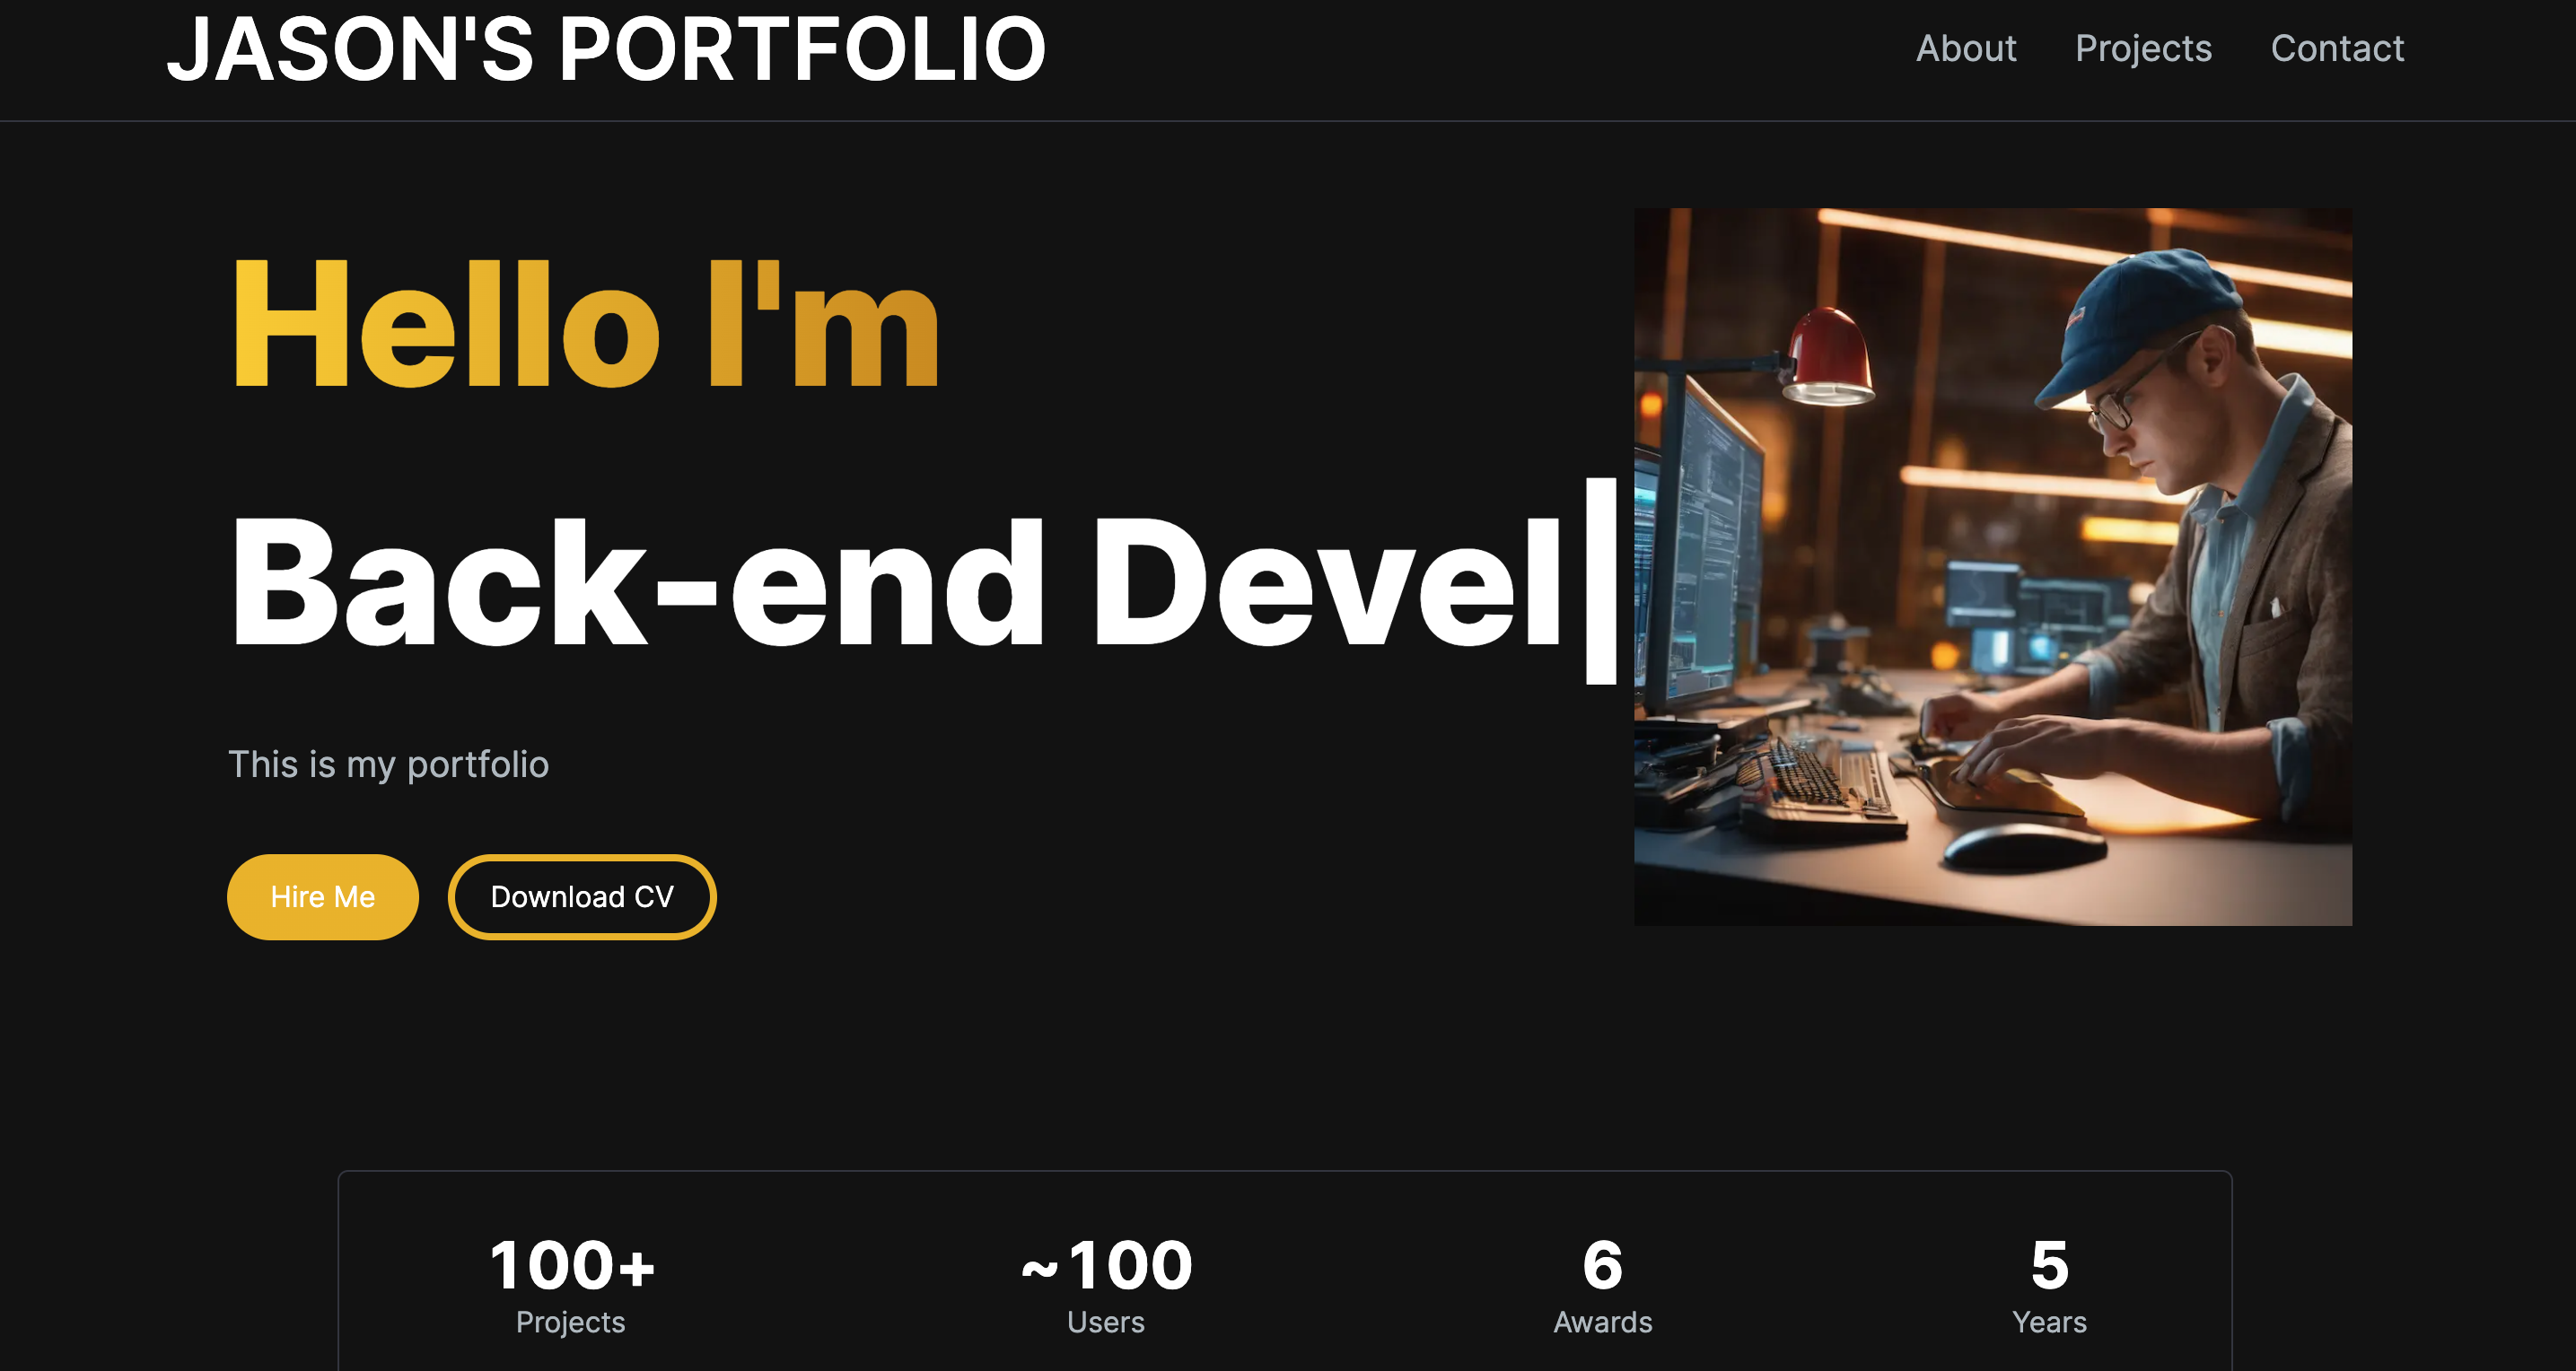 JASON'S PORTFOLIO
About Projects Contact
Hello I'm
Back-end Devel|
This is my portfolio
Hire Me Download CV
100+ ~100 6 5
Projects Users Awards Years